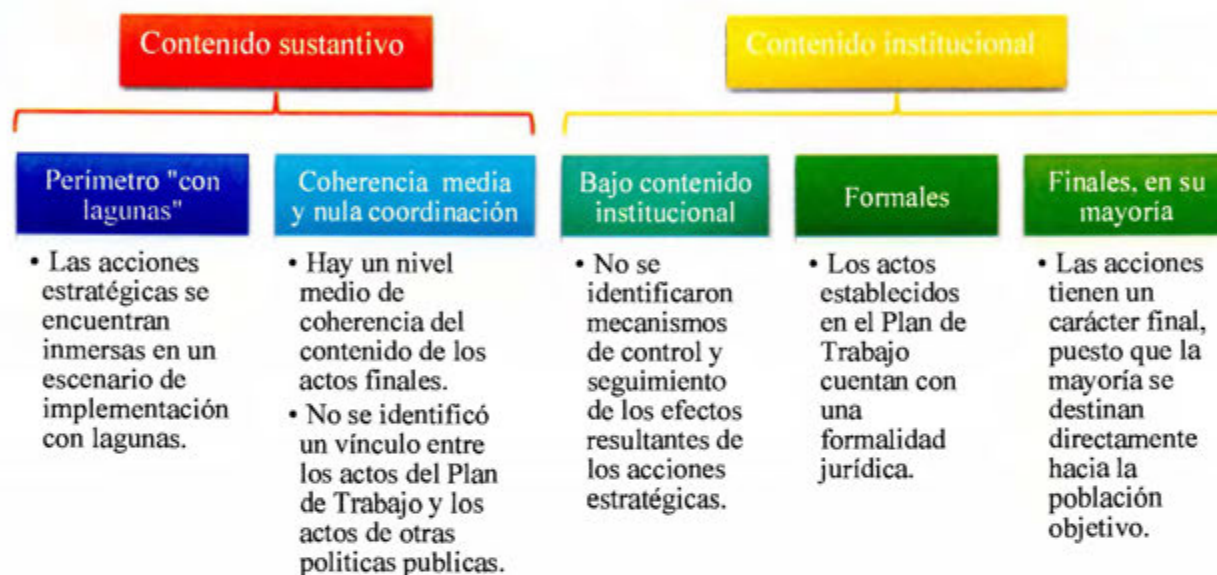 Contenido sustantivo
Contenido institucional
Perímetro "con
lagunas"
Coherencia media
y nula coordinación
Bajo contenido
institucional
Formales
Finales, en su
mayoría
• Las acciones
estratégicas se
encuentran
inmersas en un
escenario de
implementación
con lagunas.
• Hay un nivel
medio de
coherencia del
contenido de los
actos finales.
• No se identificó
un vínculo entre
los actos del Plan
de Trabajo y los
actos de otras
politicas publicas.
• No se
identificaron
mecanismos
de control y
seguimiento
de los efectos
resultantes de
los acciones
estratégicas.
• Los actos
establecidos
en el Plan de
Trabajo
cuentan con
una
formalidad
jurídica.
• Las acciones
tienen un
carácter final,
puesto que la
mayoría se
destinan
directamente
hacia la
población
objetivo.